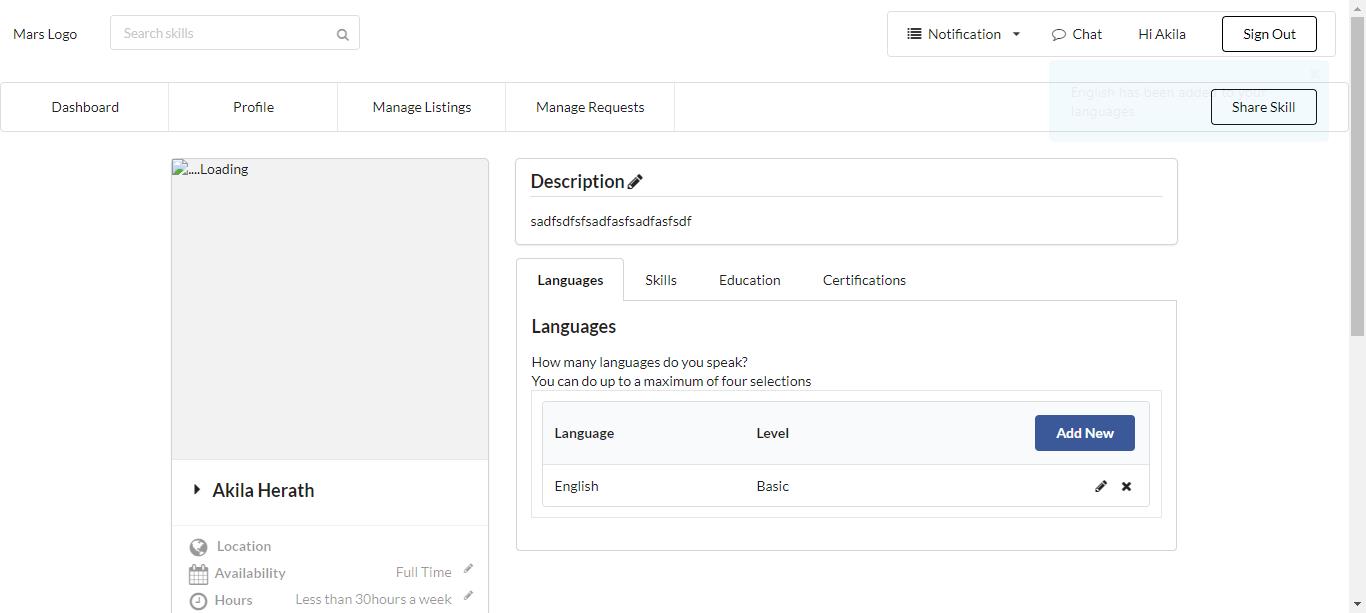 Mars Logo
Search skills
Notification
Chat
Hi Akila
Sign Out
English has been added to your
languages
Dashboard
Profile
Manage Listings
Manage Requests
Share Skill
....Loading
Description
sadfsdfsfsadfasfsadfasfsdf
Languages
Skills
Education
Certifications
Languages
How many languages do you speak?
You can do up to a maximum of four selections
Language
Level
Add New
English
Basic
Akila Herath
Location
Availability
Full Time
Hours
Less than 30hours a week